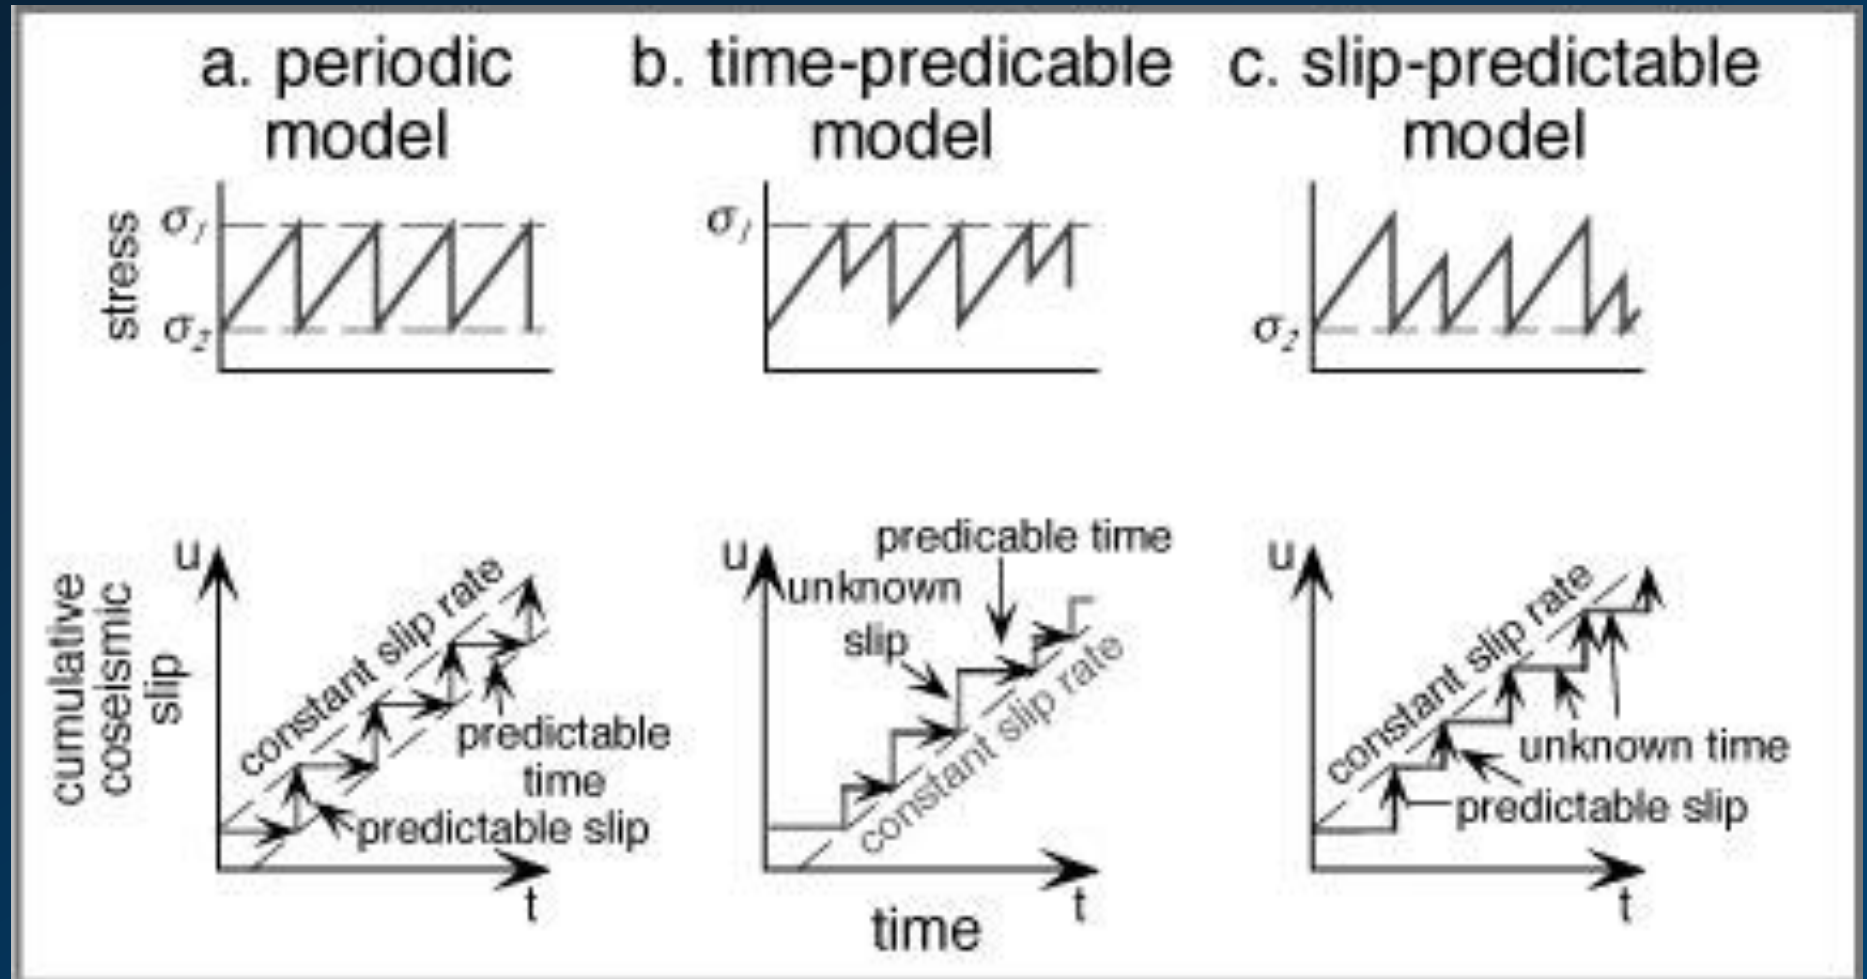 a. periodic
model
b. time-predicable
model
c. slip-predictable
model
stress
σ1
σ2
σ1
σ2
cumulative
coseismic
slip
u
constant slip rate
predictable
time
predictable slip
t
u
predicable time
unknown
slip
constant slip rate
t
time
u
constant slip rate
unknown time
predictable slip
t